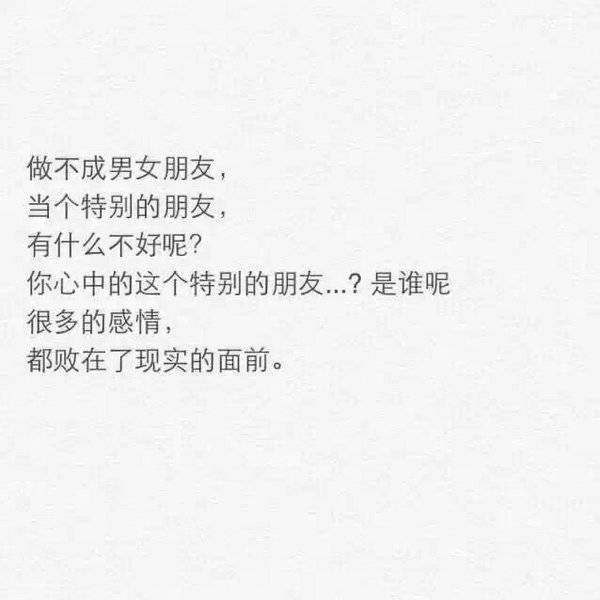 做不成男女朋友，
当个特别的朋友，
有什么不好呢？
你心中的这个特别的朋友...? 是谁呢
很多的感情，
都败在了现实的面前。